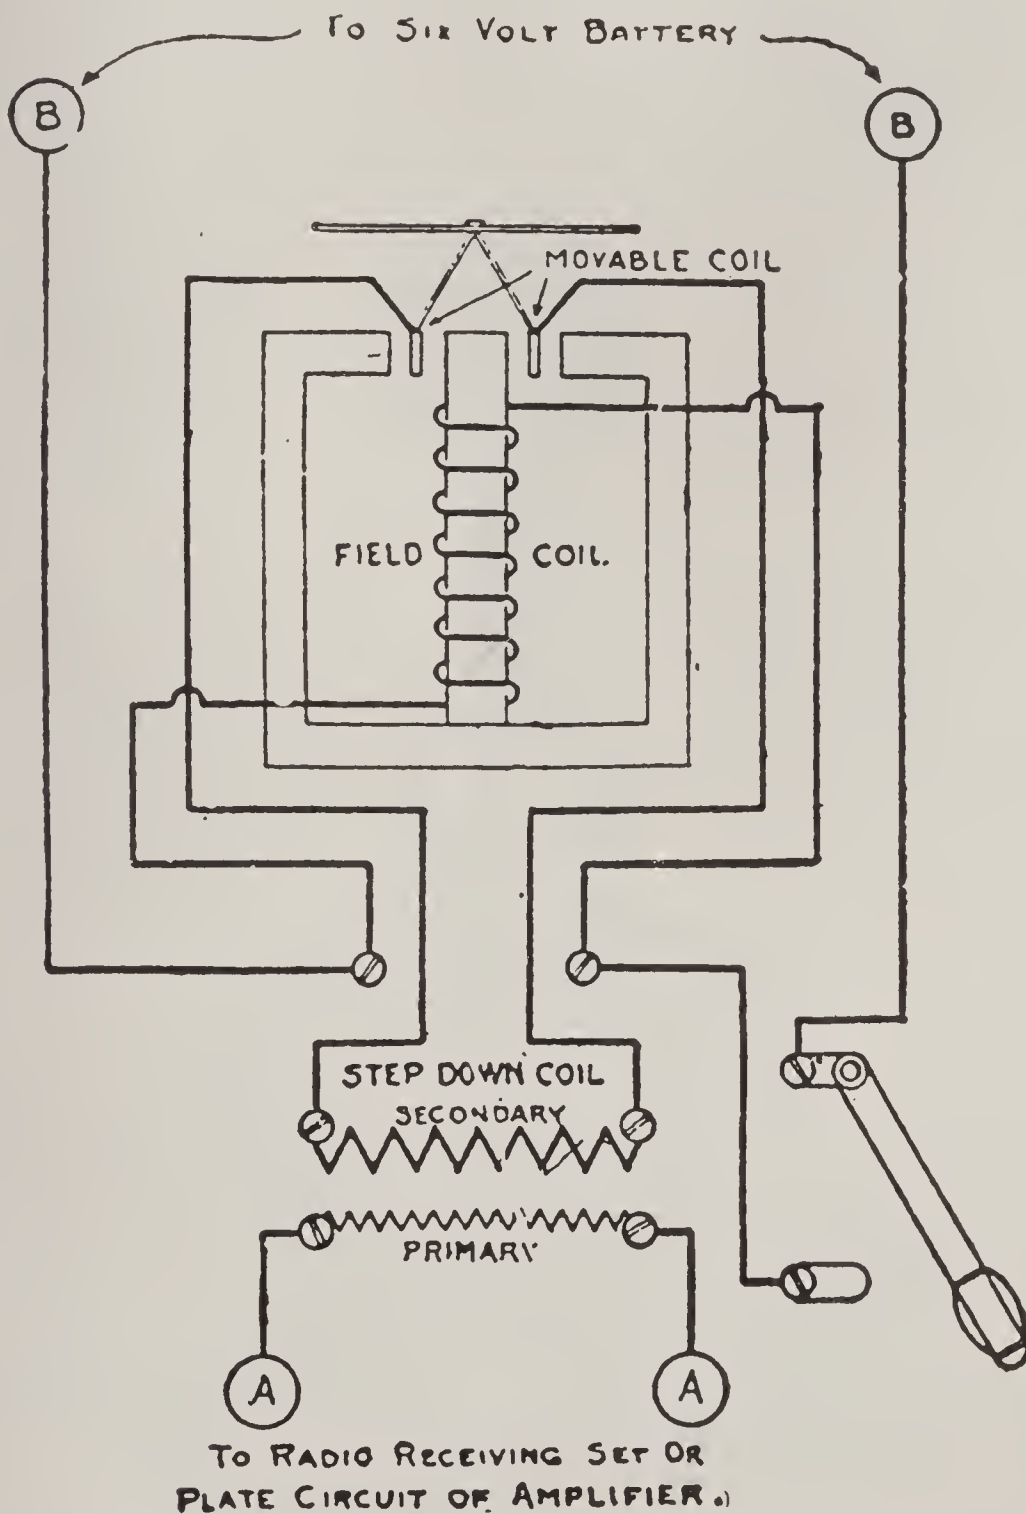 To Six Volt Battery
B
B
MOVABLE COIL
FIELD COIL.
STEP DOWN COIL
SECONDARY
PRIMARY
A
A
To Radio Receiving Set Or
Plate Circuit Of Amplifier.